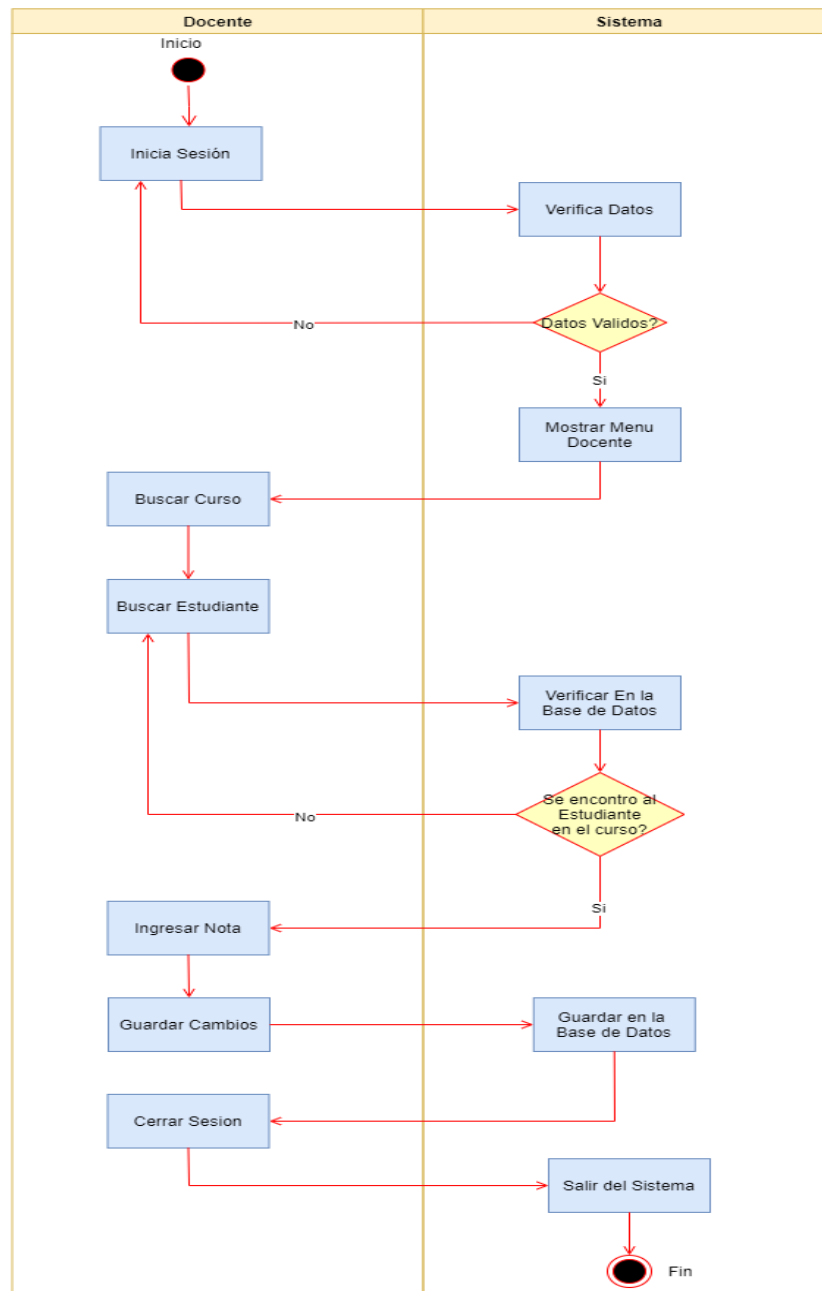 Docente
Sistema
Inicio
Inicia Sesión
Verifica Datos
Datos Validos?
No
Si
Mostrar Menu
Docente
Buscar Curso
Buscar Estudiante
Verificar En la
Base de Datos
Se encontro al
Estudiante
en el curso?
No
Si
Ingresar Nota
Guardar Cambios
Guardar en la
Base de Datos
Cerrar Sesion
Salir del Sistema
Fin